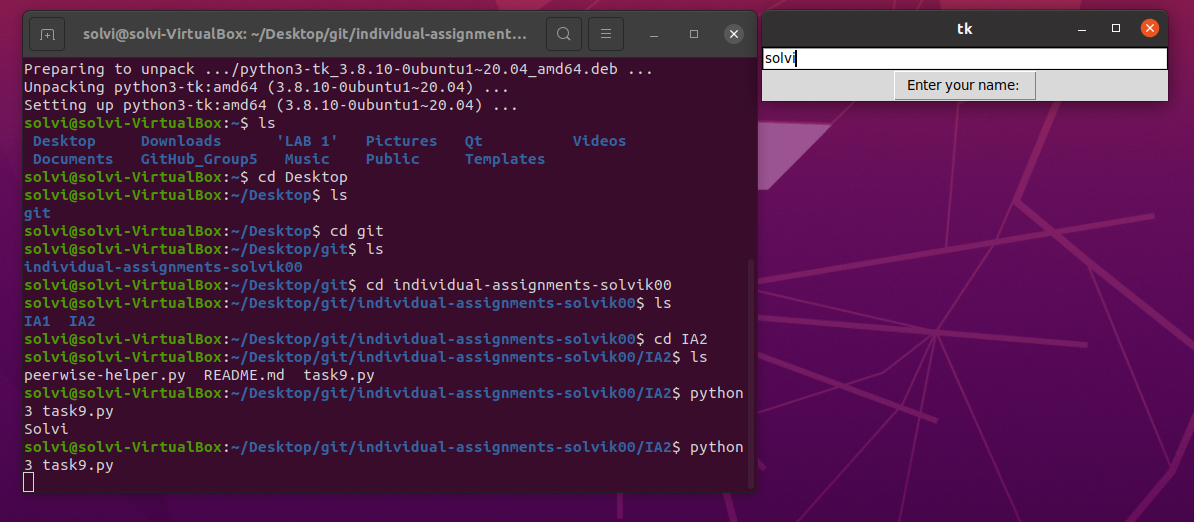 solvi@solvi-VirtualBox: ~/Desktop/git/individual-assignment...
Preparing to unpack .../python3-tk_3.8.10-0ubuntu1~20.04_amd64.deb ...
Unpacking python3-tk:amd64 (3.8.10-0ubuntu1~20.04) ...
Setting up python3-tk:amd64 (3.8.10-0ubuntu1~20.04) ...
solvi@solvi-VirtualBox:~$ ls
Desktop Downloads 'LAB 1' Pictures Qt Videos
Documents GitHub_Group5 Music Public Templates
solvi@solvi-VirtualBox:~$ cd Desktop
solvi@solvi-VirtualBox:~/Desktop$ ls
git
solvi@solvi-VirtualBox:~/Desktop$ cd git
solvi@solvi-VirtualBox:~/Desktop/git$ ls
individual-assignments-solvik00
solvi@solvi-VirtualBox:~/Desktop/git$ cd individual-assignments-solvik00
solvi@solvi-VirtualBox:~/Desktop/git/individual-assignments-solvik00$ ls
IA1 IA2
solvi@solvi-VirtualBox:~/Desktop/git/individual-assignments-solvik00$ cd IA2
solvi@solvi-VirtualBox:~/Desktop/git/individual-assignments-solvik00/IA2$ ls
peerwise-helper.py README.md task9.py
solvi@solvi-VirtualBox:~/Desktop/git/individual-assignments-solvik00/IA2$ python
3 task9.py
Solvi
solvi@solvi-VirtualBox:~/Desktop/git/individual-assignments-solvik00/IA2$ python
3 task9.py
tk
solvi
Enter your name: